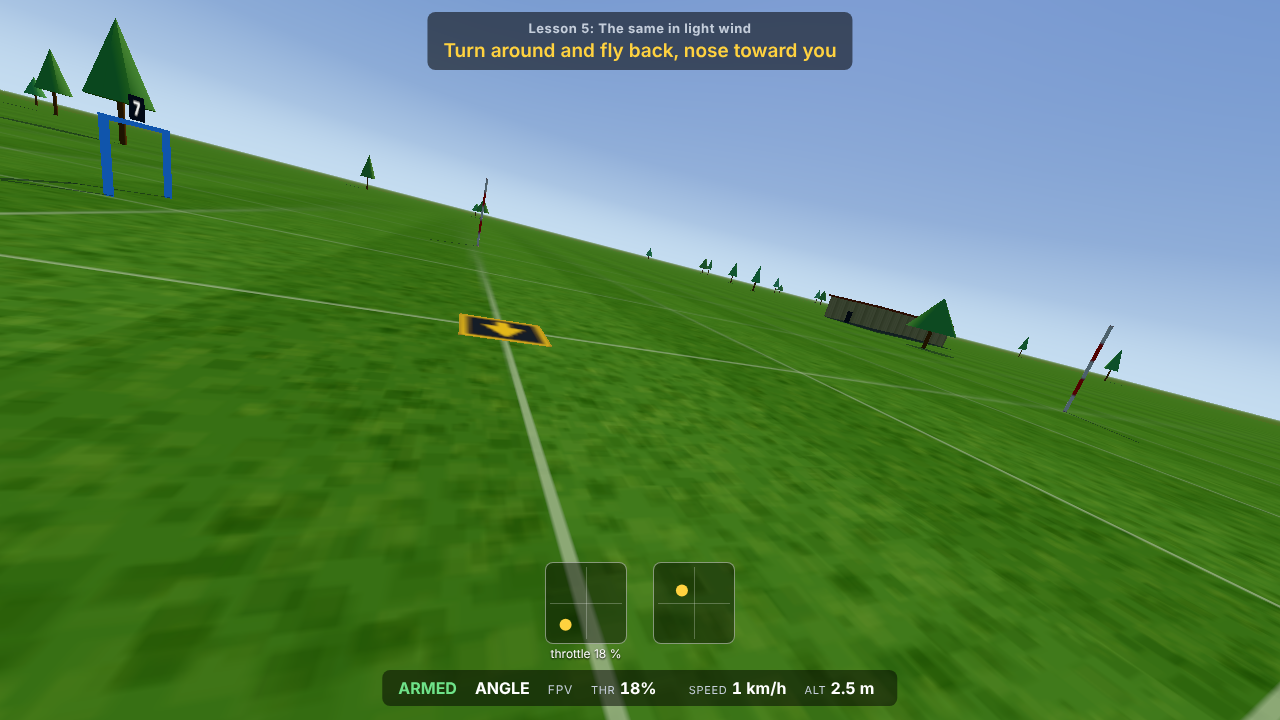 Lesson 5: The same in light wind
Turn around and fly back, nose toward you
7
throttle 18 %
ARMED ANGLE FPV THR 18% SPEED 1 km/h ALT 2.5 m